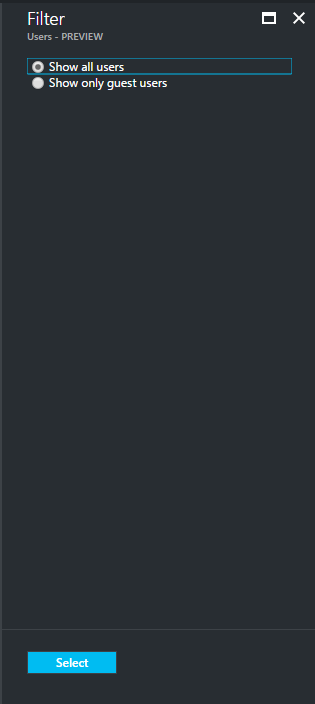 Filter
Users - PREVIEW
Show all users
Show only guest users
Select